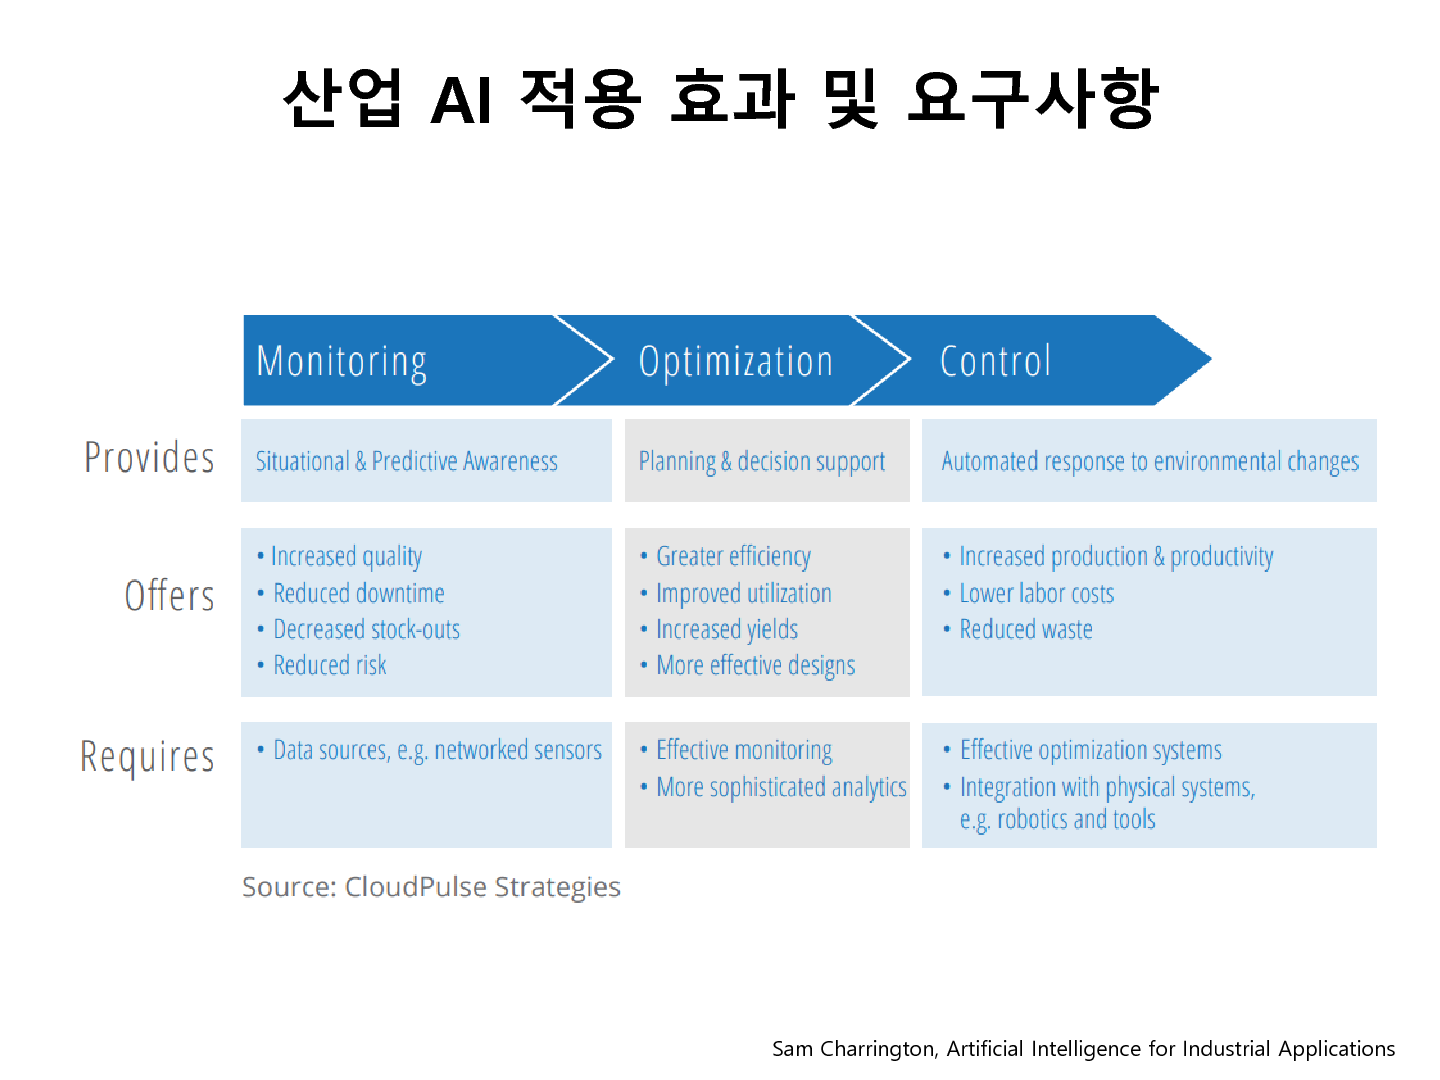 산업 AI 적용 효과 및 요구사항
Monitoring
Optimization
Control
Provides
Situational & Predictive Awareness
Planning & decision support
Automated response to environmental changes
Offers
• Increased quality
• Reduced downtime
• Decreased stock-outs
• Reduced risk
• Greater efficiency
• Improved utilization
• Increased yields
• More effective designs
• Increased production & productivity
• Lower labor costs
• Reduced waste
Requires
• Data sources, e.g. networked sensors
• Effective monitoring
• More sophisticated analytics
• Effective optimization systems
• Integration with physical systems,
e.g. robotics and tools
Source: CloudPulse Strategies
Sam Charrington, Artificial Intelligence for Industrial Applications